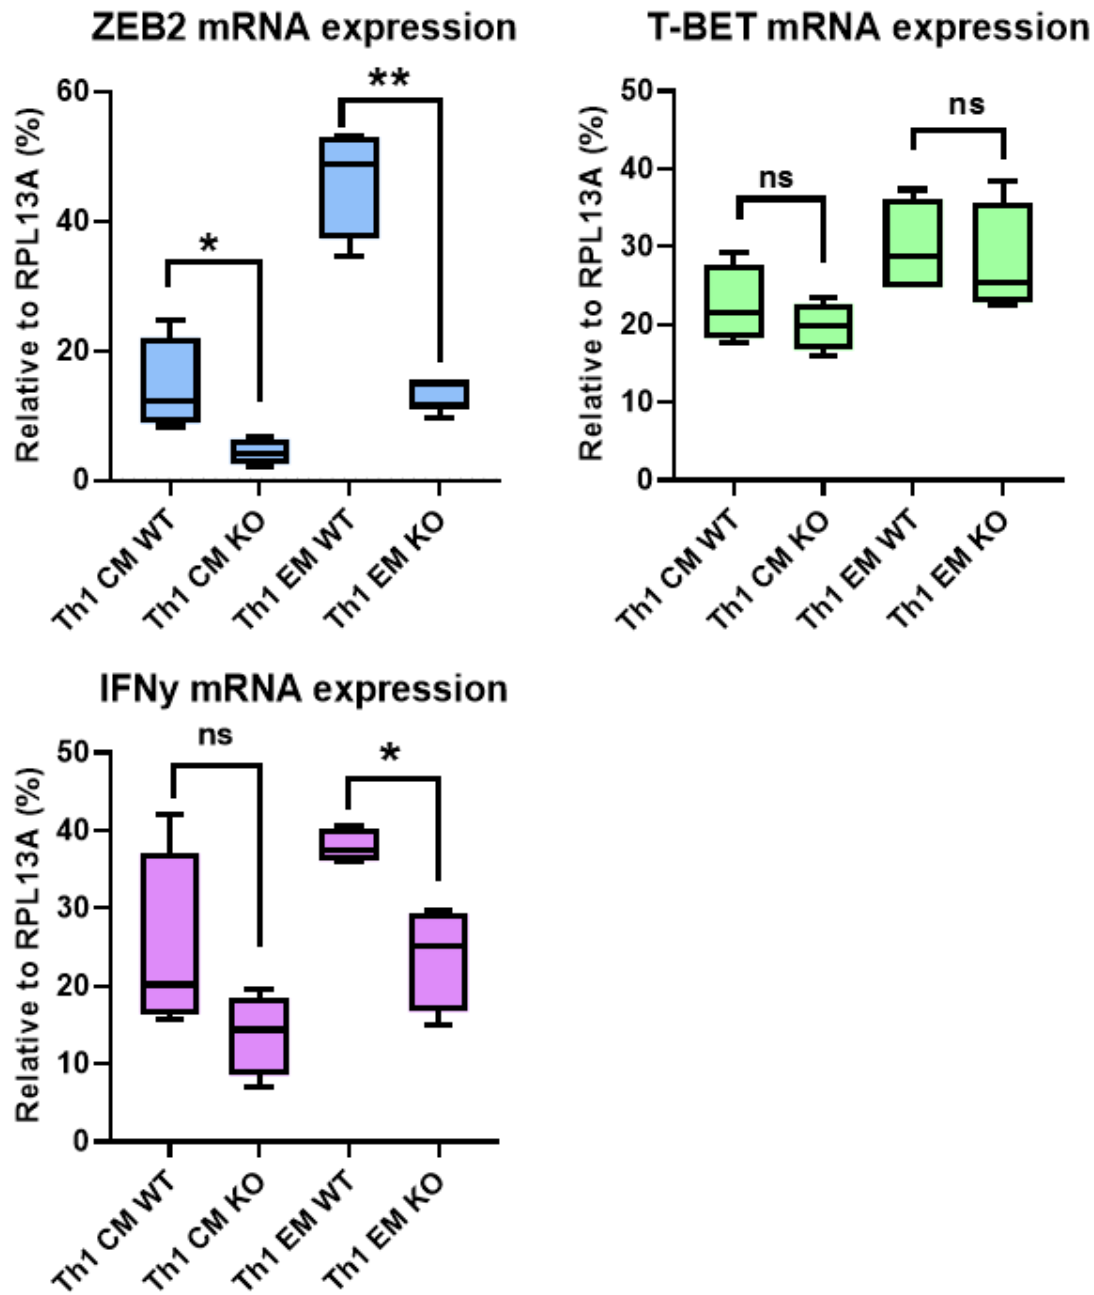 ZEB2 mRNA expression
Relative to RPL13A (%)
60
40
20
0
*
**
Th1 CM WT
Th1 CM KO
Th1 EM WT
Th1 EM KO
T-BET mRNA expression
Relative to RPL13A (%)
50
40
30
20
10
0
ns
ns
Th1 CM WT
Th1 CM KO
Th1 EM WT
Th1 EM KO
IFNy mRNA expression
Relative to RPL13A (%)
50
40
30
20
10
0
ns
*
Th1 CM WT
Th1 CM KO
Th1 EM WT
Th1 EM KO